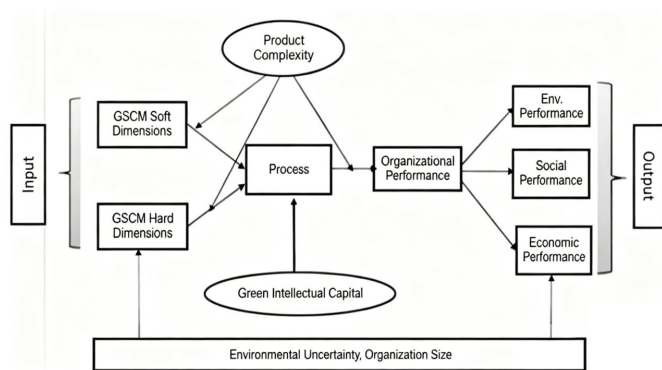 Product
Complexity
GSCM Soft
Dimensions
Env.
Performance
Input
Process
Organizational
Performance
Social
Performance
Output
GSCM Hard
Dimensions
Economic
Performance
Green Intellectual Capital
Environmental Uncertainty, Organization Size